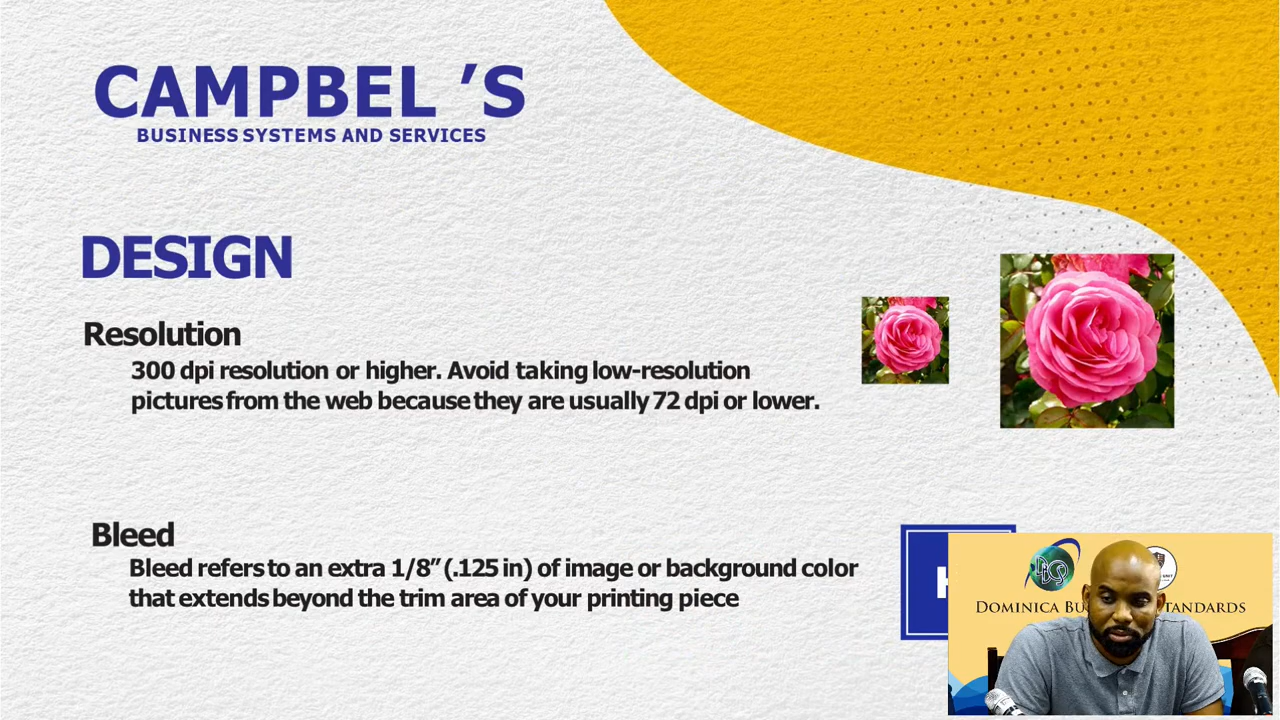 CAMPBEL 'S
BUSINESS SYSTEMS AND SERVICES
DESIGN
Resolution
300 dpi resolution or higher. Avoid taking low-resolution
pictures from the web because they are usually 72 dpi or lower.
Bleed
Bleed refers to an extra 1/8" (.125 in) of image or background color
that extends beyond the trim area of your printing piece
DOMINICA BU TANDARDS